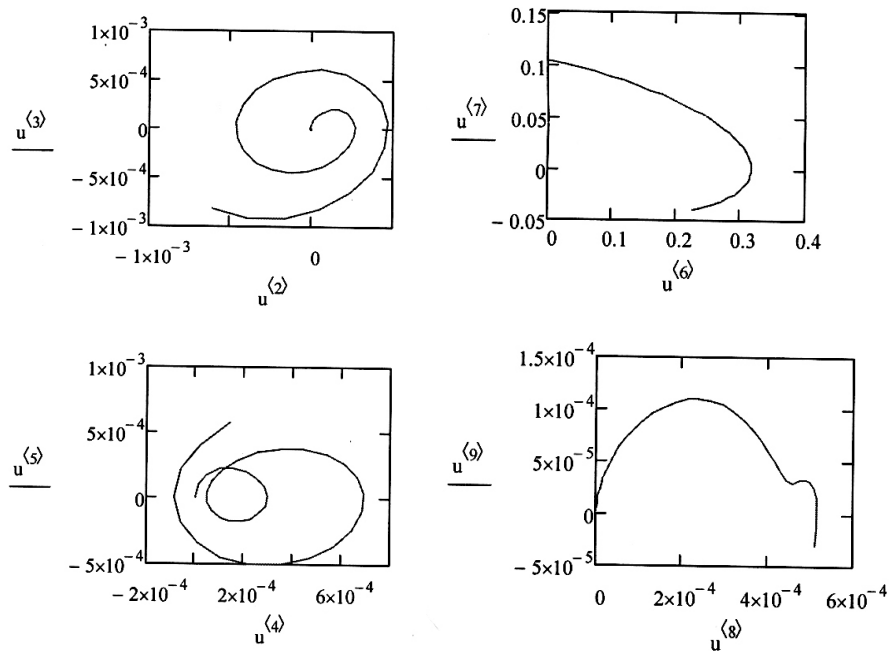 1×10⁻³
5×10⁻⁴
u⟨3⟩
0
− 5×10⁻⁴
− 1×10⁻³
− 1×10⁻³ 0
u⟨2⟩
0.15
0.1
u⟨7⟩
0.05
0
− 0.05
0 0.1 0.2 0.3 0.4
u⟨6⟩
1×10⁻³
5×10⁻⁴
u⟨5⟩
0
− 5×10⁻⁴
− 2×10⁻⁴ 2×10⁻⁴ 6×10⁻⁴
u⟨4⟩
1.5×10⁻⁴
1×10⁻⁴
u⟨9⟩
5×10⁻⁵
0
− 5×10⁻⁵
0 2×10⁻⁴ 4×10⁻⁴ 6×10⁻⁴
u⟨8⟩